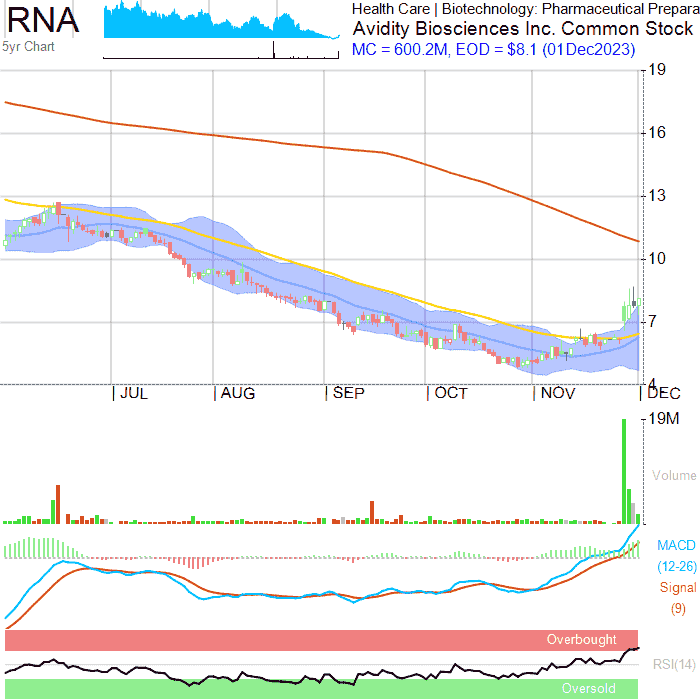 RNA
5yr Chart
Health Care | Biotechnology: Pharmaceutical Prepara
Avidity Biosciences Inc. Common Stock
MC = 600.2M, EOD = $8.1 (01Dec2023)
19
16
13
10
7
4
JUL AUG SEP OCT NOV DEC
19M
Volume
MACD
(12-26)
Signal
(9)
Overbought
RSI(14)
Oversold